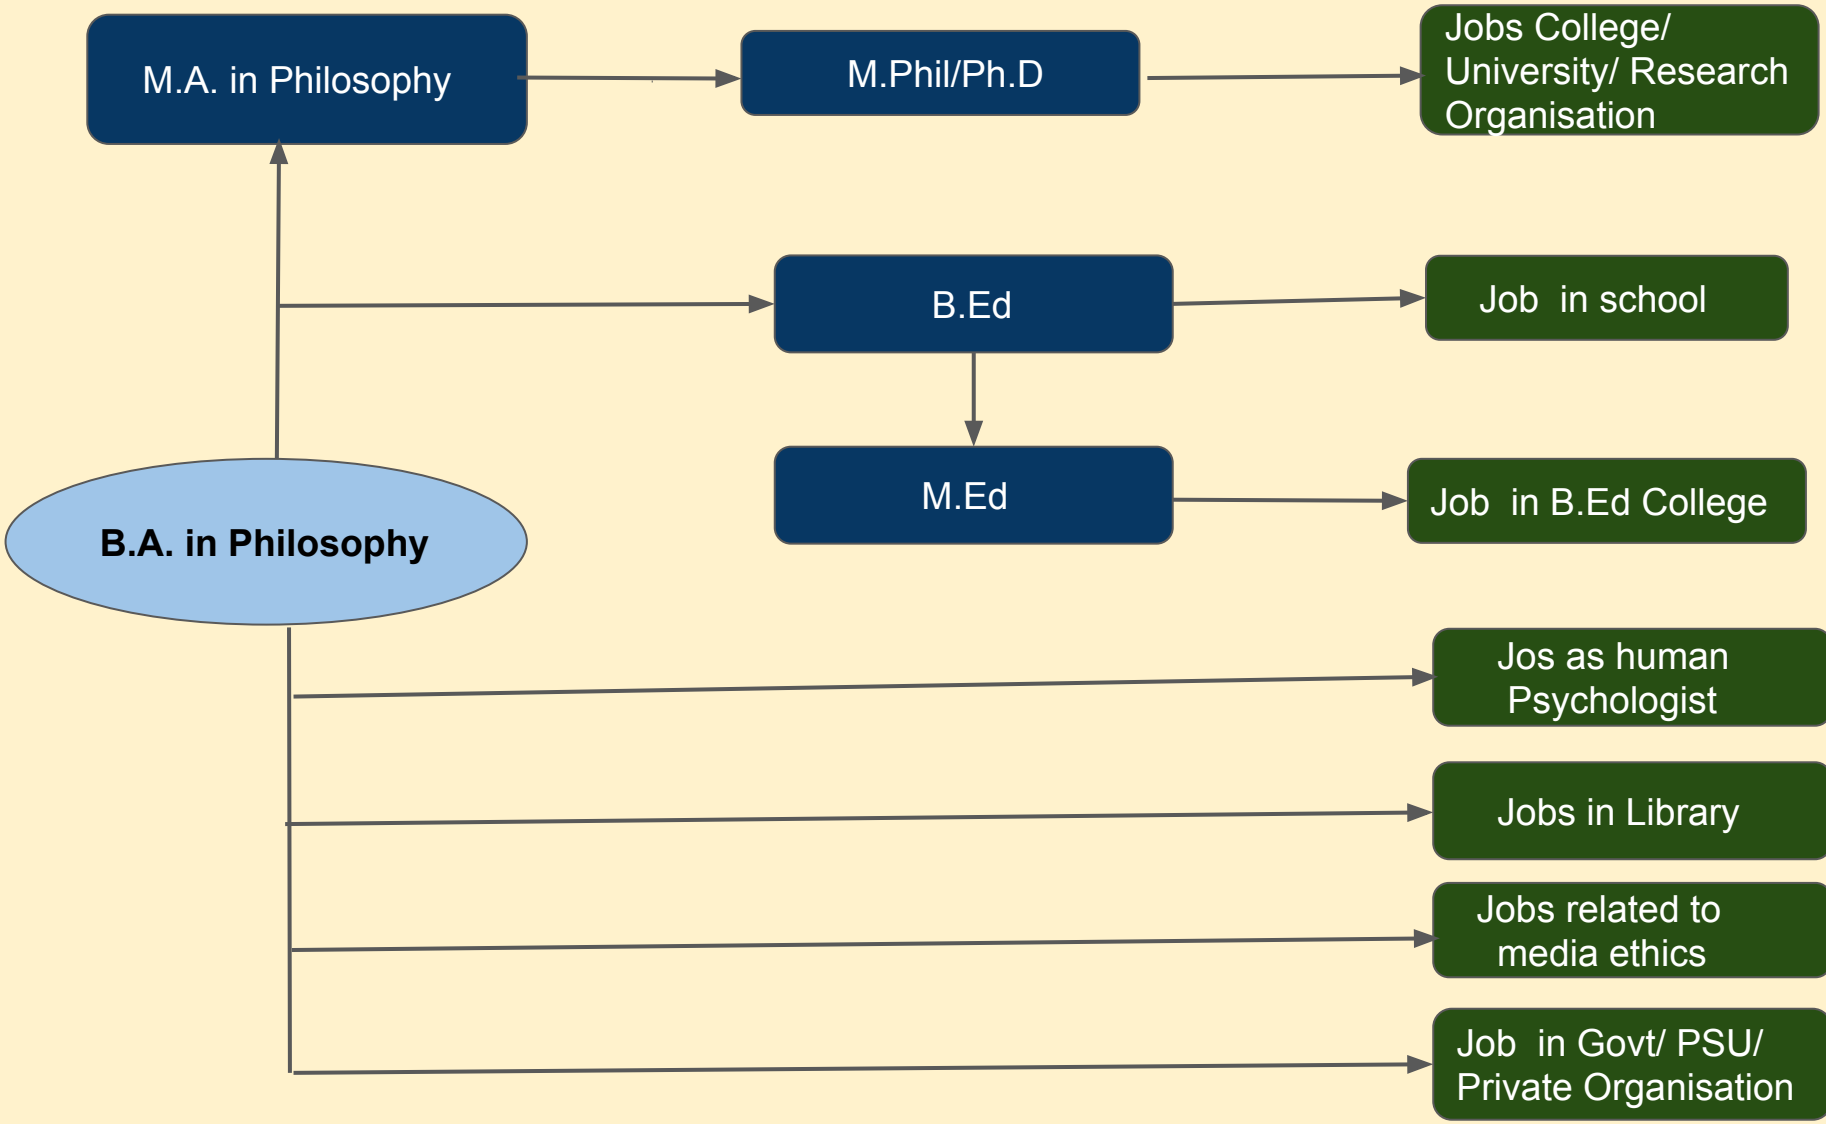 M.A. in Philosophy
M.Phil/Ph.D
Jobs College/
University/ Research
Organisation
B.Ed
Job in school
M.Ed
Job in B.Ed College
B.A. in Philosophy
Jos as human
Psychologist
Jobs in Library
Jobs related to
media ethics
Job in Govt/ PSU/
Private Organisation